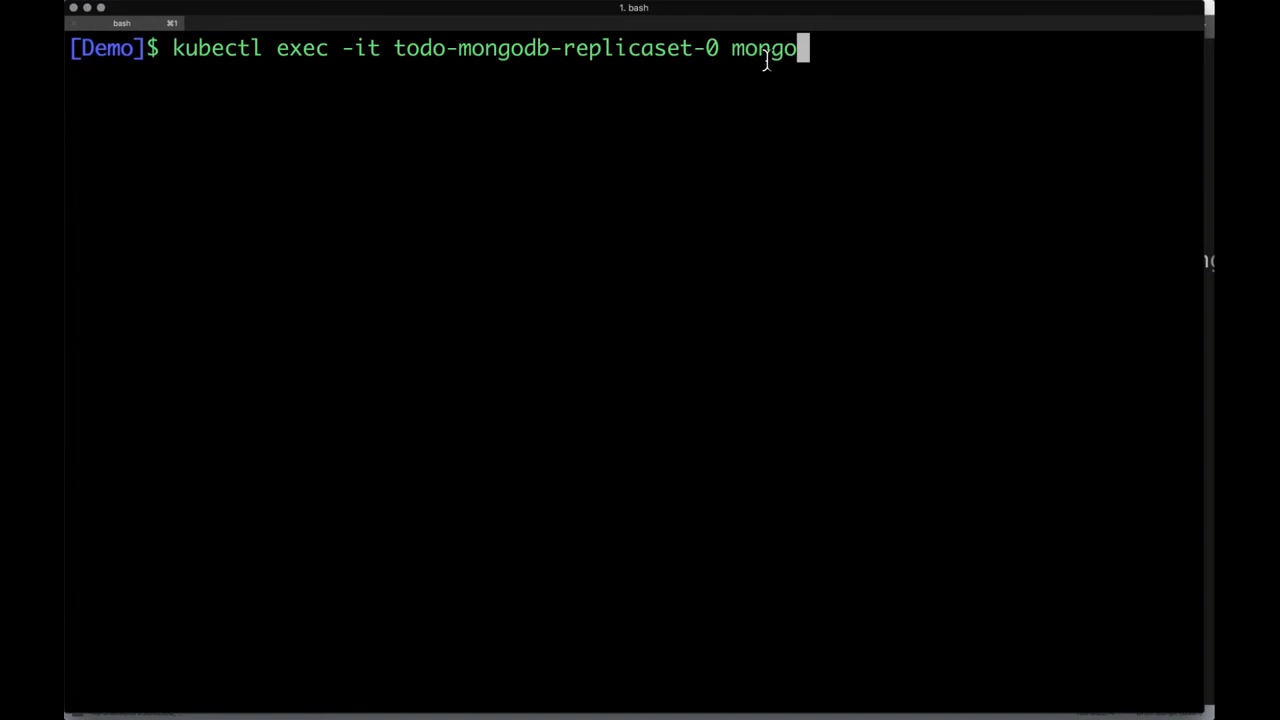 1. bash
bash ⌘1
[Demo]$ kubectl exec -it todo-mongodb-replicaset-0 mongo